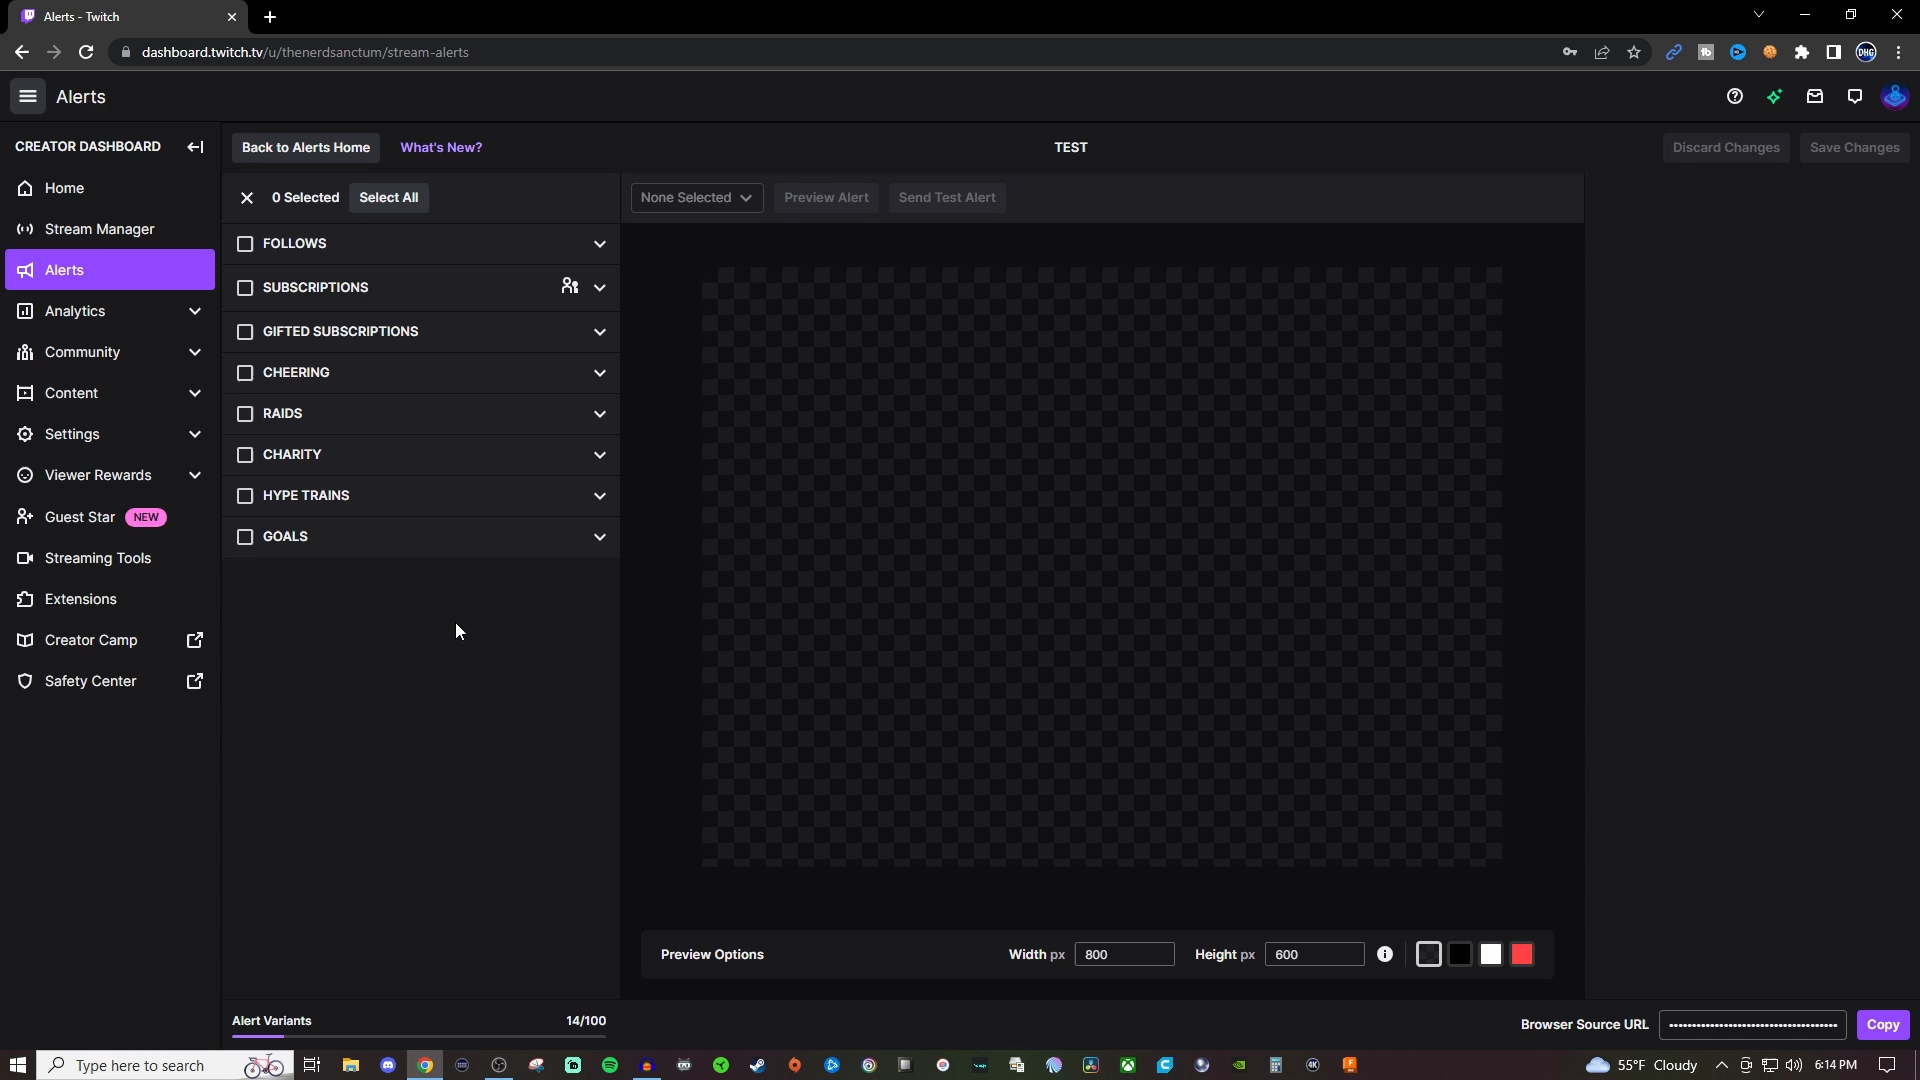 Alerts - Twitch
dashboard.twitch.tv/u/thenerdsanctum/stream-alerts
DHG
Alerts
CREATOR DASHBOARD
Back to Alerts Home
What's New?
TEST
Discard Changes
Save Changes
Home
Stream Manager
Alerts
Analytics
Community
Content
Settings
Viewer Rewards
Guest Star NEW
Streaming Tools
Extensions
Creator Camp
Safety Center
0 Selected
Select All
None Selected
Preview Alert
Send Test Alert
FOLLOWS
SUBSCRIPTIONS
GIFTED SUBSCRIPTIONS
CHEERING
RAIDS
CHARITY
HYPE TRAINS
GOALS
Preview Options
Width px 800
Height px 600
Alert Variants 14/100
Browser Source URL
Copy
Type here to search
4K
55°F Cloudy
6:14 PM